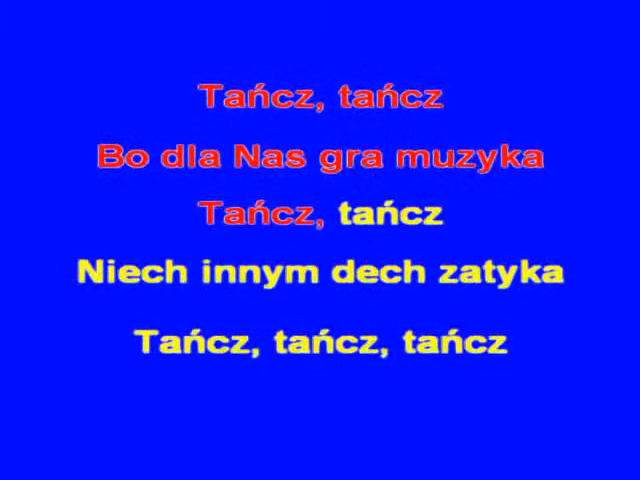 Tańcz, tańcz
Bo dla Nas gra muzyka
Tańcz, tańcz
Niech innym dech zatyka
Tańcz, tańcz, tańcz